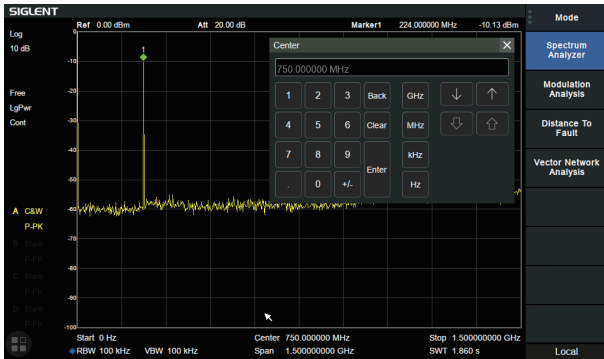 SIGLENT
Ref 0.00 dBm Att 20.00 dB Marker1 224.000000 MHz -10.13 dBm
Log
10 dB
Free
LgPwr
Cont
A C&W
P-PK
B Blank
P-PK
C Blank
P-PK
D Blank
P-PK
0
-10
-20
-30
-40
-50
-60
-70
-80
-90
-100
1
Center X
750.000000 MHz
1 2 3 Back GHz
4 5 6 Clear MHz
7 8 9 Enter kHz
. 0 +/- Hz
Start 0 Hz Center 750.000000 MHz Stop 1.500000000 GHz
RBW 100 kHz VBW 100 kHz Span 1.500000000 GHz SWT 1.860 s
Mode
Spectrum
Analyzer
Modulation
Analysis
Distance To
Fault
Vector Network
Analysis
Local